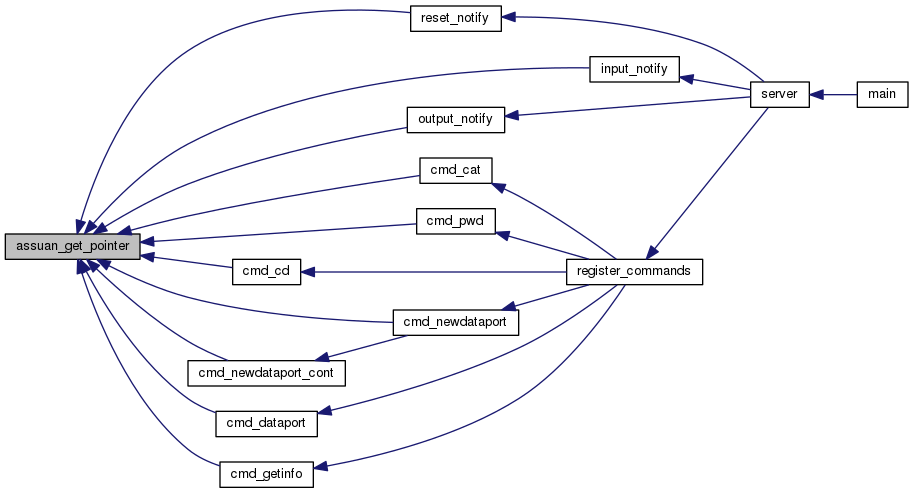 reset_notify
input_notify
server
main
output_notify
cmd_cat
cmd_pwd
assuan_get_pointer
cmd_cd
register_commands
cmd_newdataport
cmd_newdataport_cont
cmd_dataport
cmd_getinfo